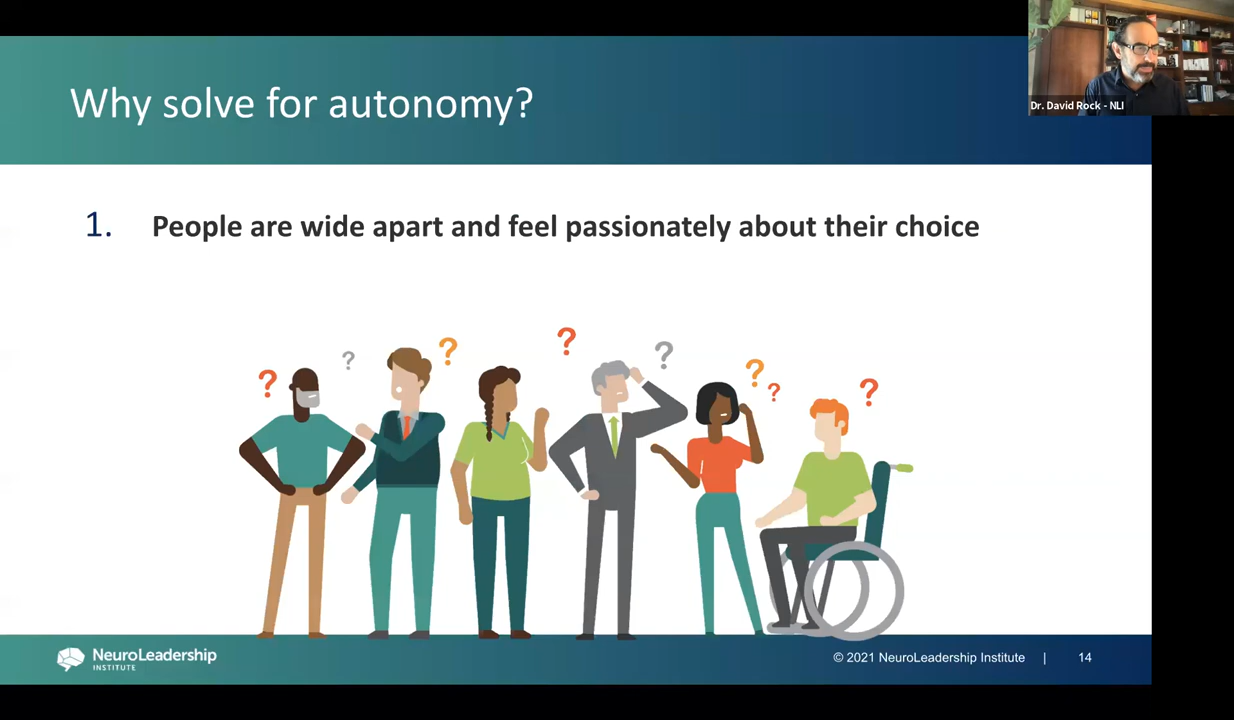 Why solve for autonomy?
Dr. David Rock - NLI
1. People are wide apart and feel passionately about their choice
? ? ? ? ? ? ? ?
NeuroLeadership
INSTITUTE
© 2021 NeuroLeadership Institute | 14